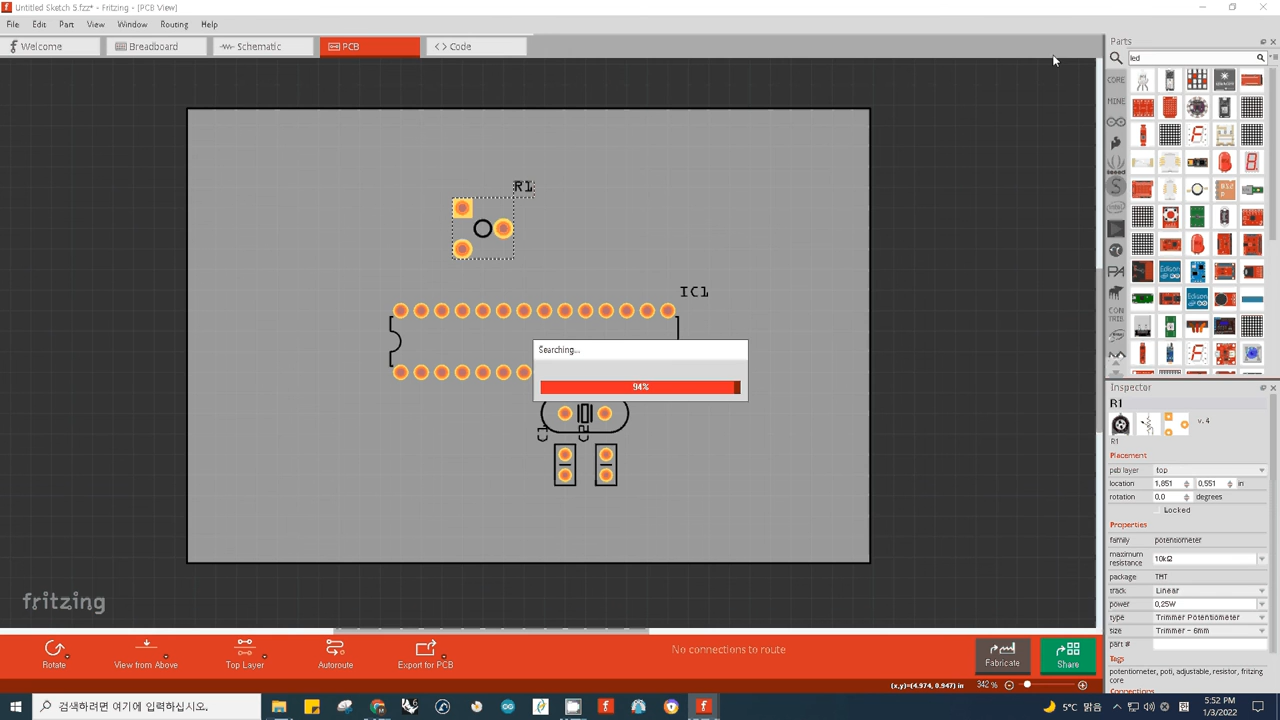 Untitled Sketch 5.fzz* - Fritzing - [PCB View]
File Edit Part View Window Routing Help
Welcome Breadboard Schematic PCB Code
Parts
led
CORE
MINE
CON
TRIB
R1
IC1
Searching...
94%
C1
C2
fritzing
Inspector
R1
v. 4
R1
Placement
pcb layer top
location 1,851 0,551 in
rotation 0,0 degrees
Locked
Properties
family potentiometer
maximum resistance 10kΩ
package THT
track Linear
power 0,25W
type Trimmer Potentiometer
size Trimmer - 6mm
part #
Tags
potentiometer, poti, adjustable, resistor, fritzing core
Connections
Rotate View from Above Top Layer Autoroute Export for PCB
No connections to route
Fabricate Share
(x,y)=(4.974, 0.947) in 342 %
검색하려면 여기에 입력하십시오.
5°C 맑음
5:52 PM
1/3/2022